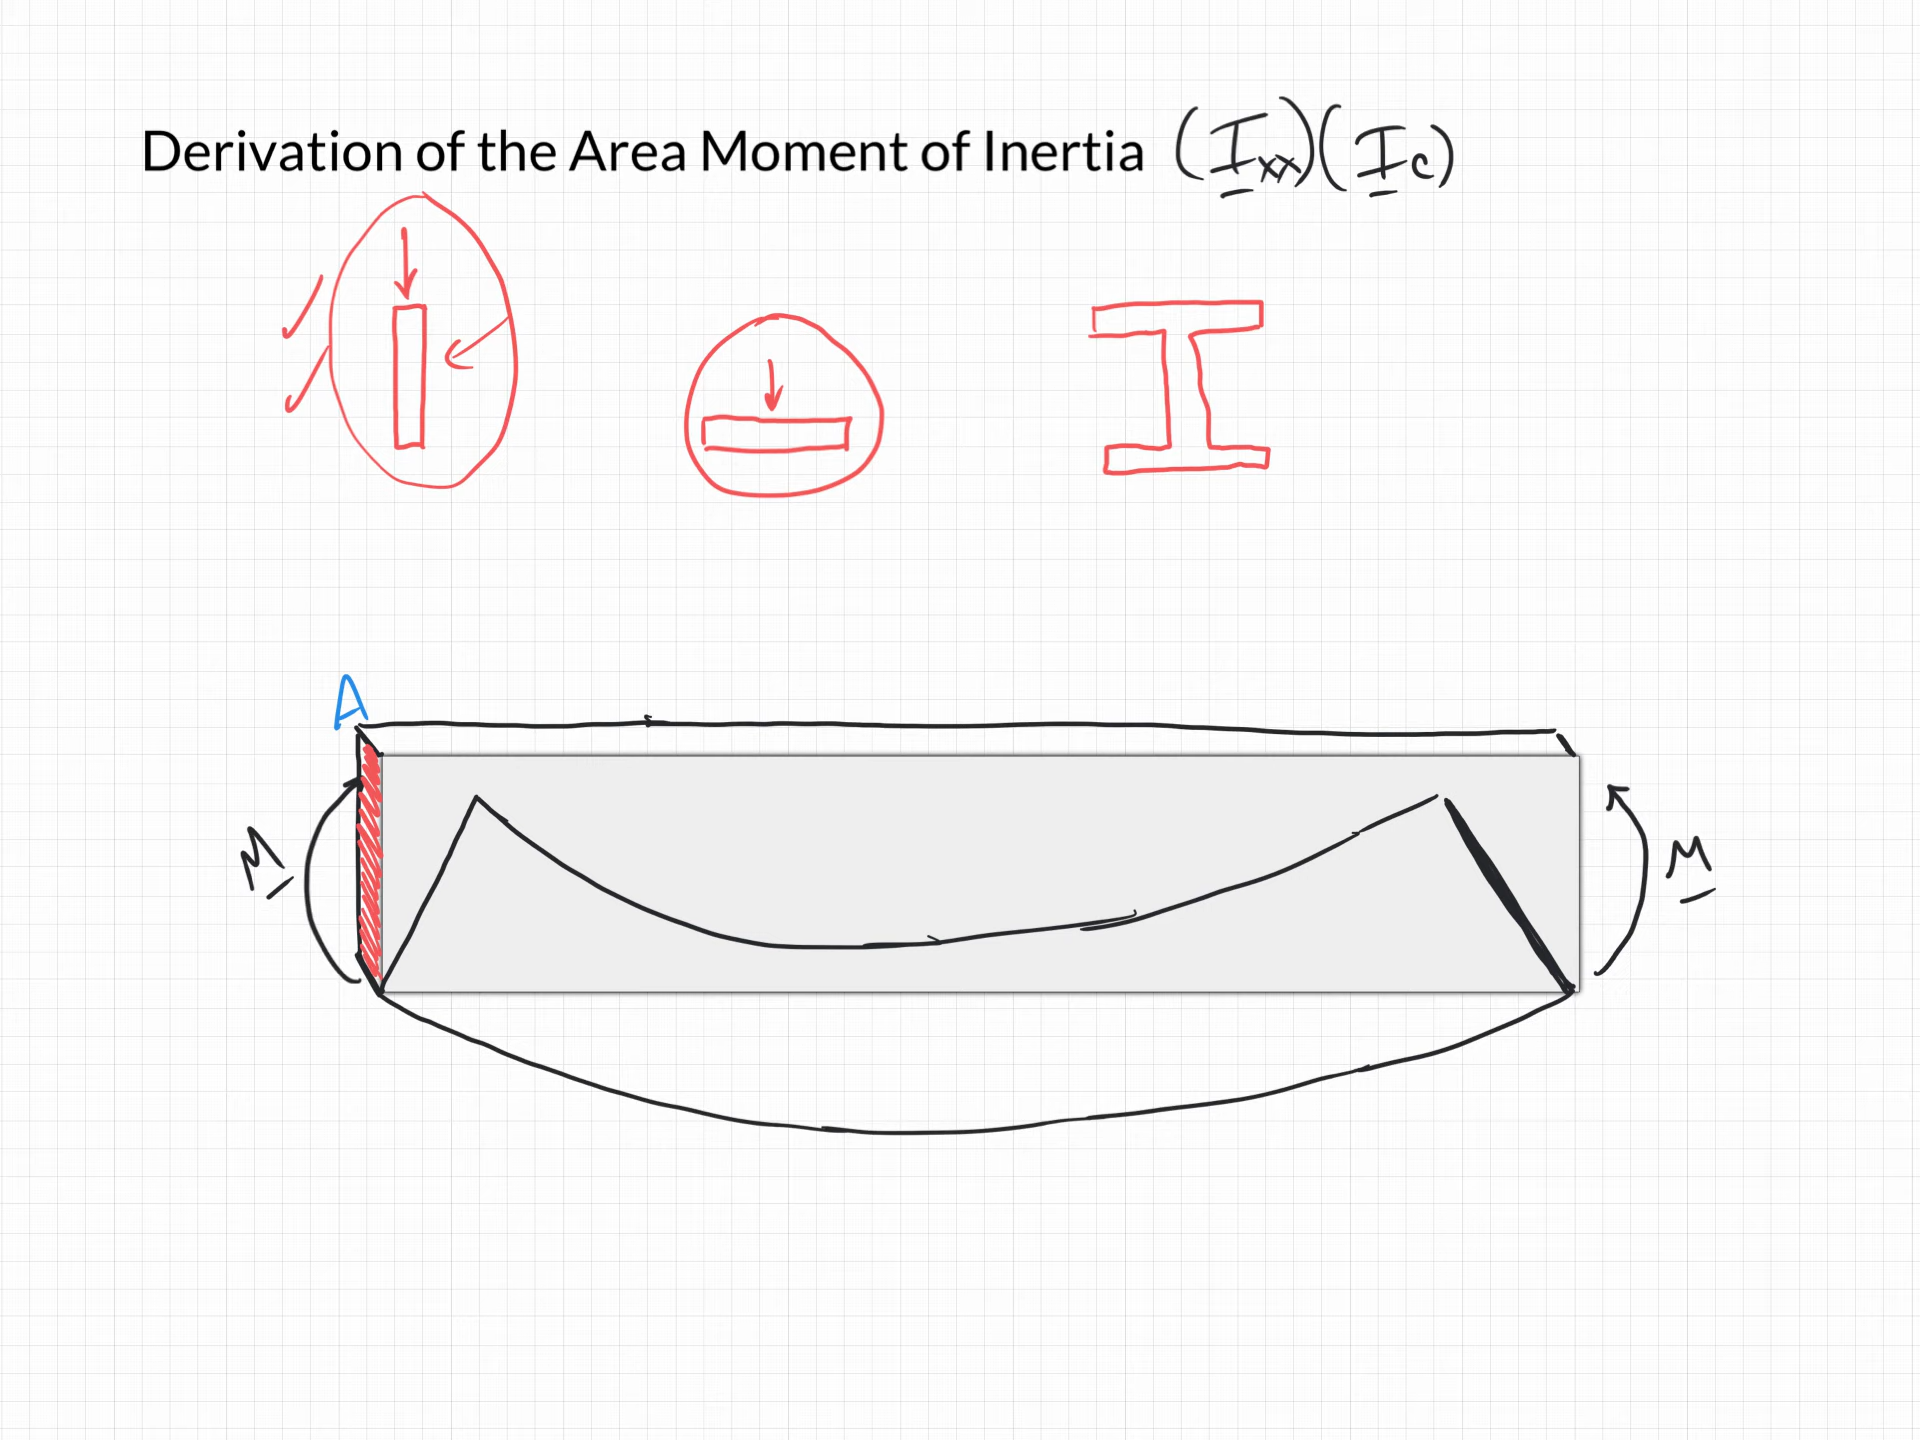 Derivation of the Area Moment of Inertia (Ixx)(Ic)
A
M
M